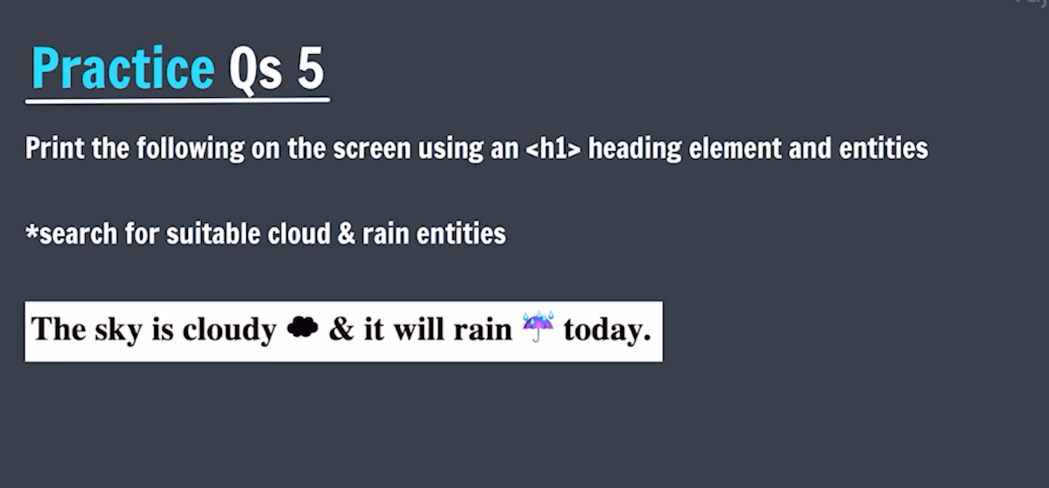 Practice Qs 5
Print the following on the screen using an <h1> heading element and entities
*search for suitable cloud & rain entities
The sky is cloudy ☁ & it will rain ☔ today.